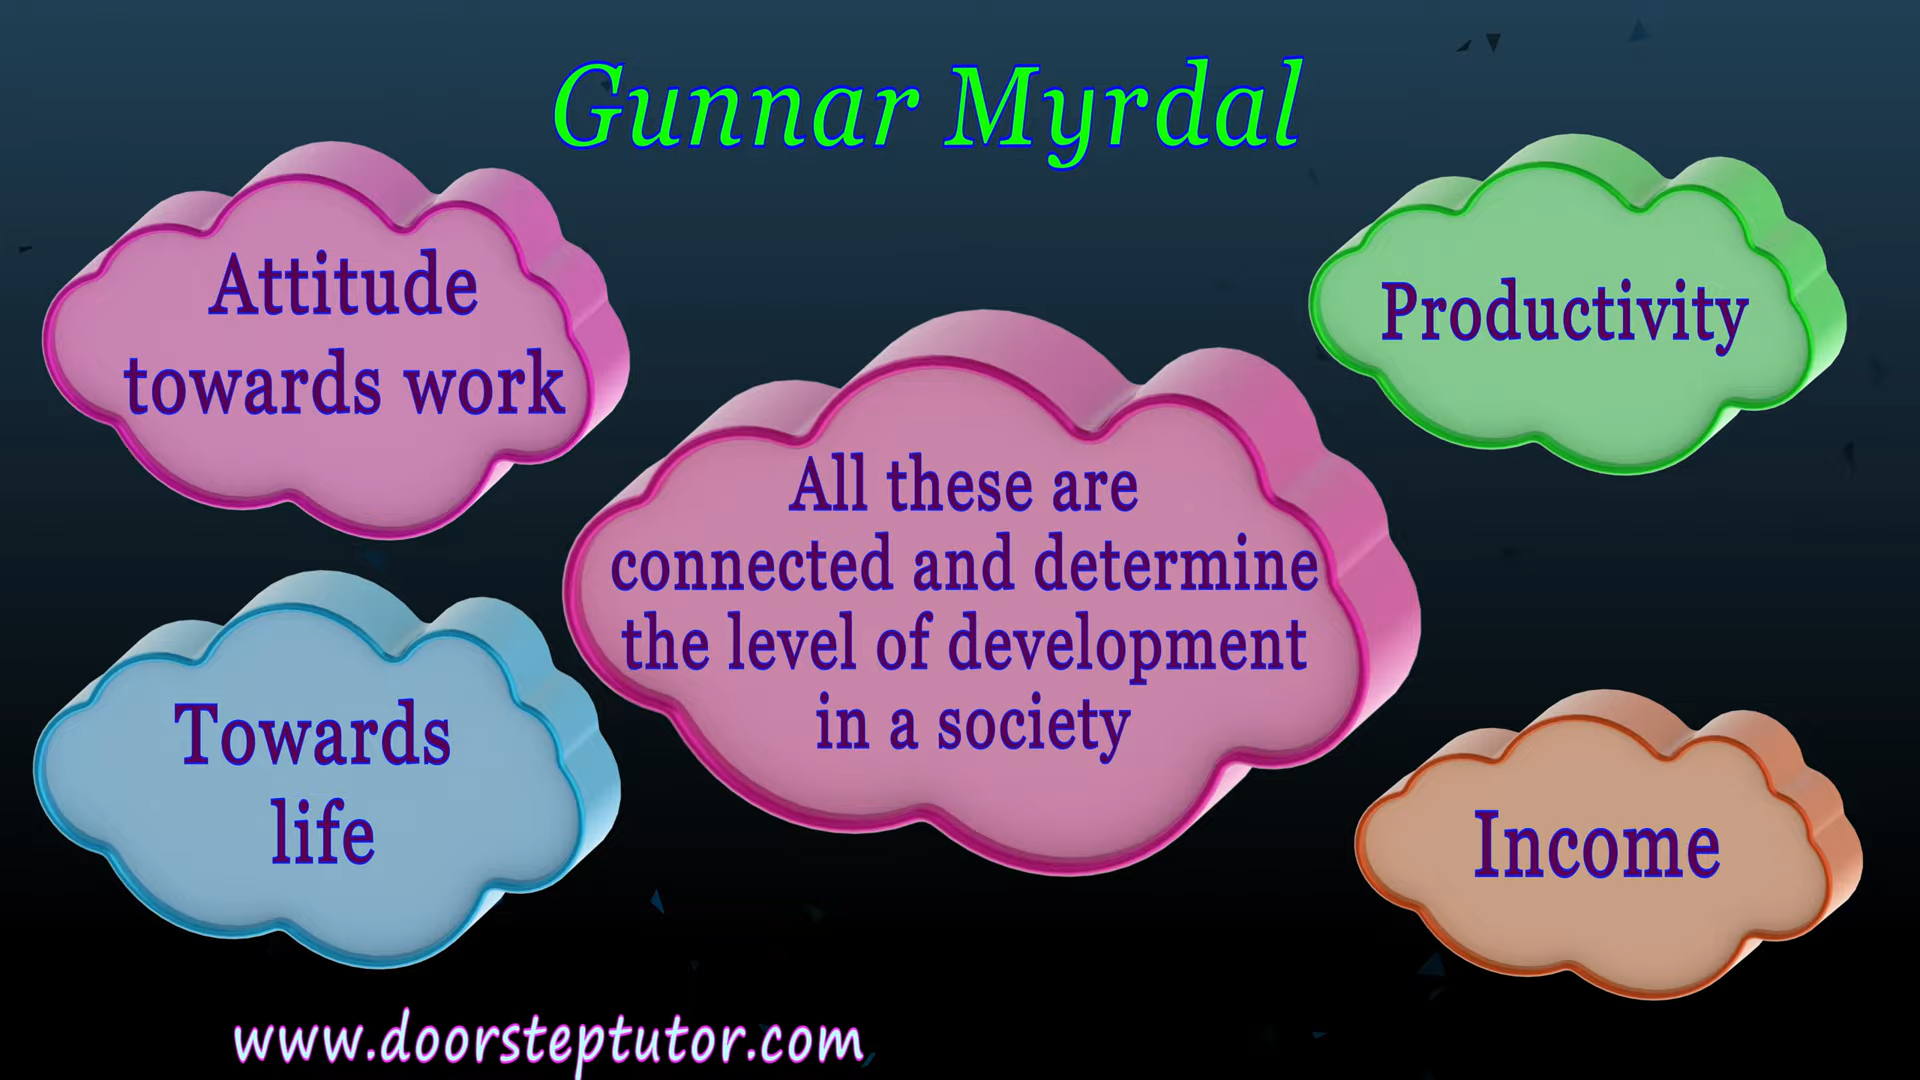 Gunnar Myrdal
Attitude
towards work
Productivity
All these are
connected and determine
the level of development
in a society
Towards
life
Income
www.doorsteptutor.com